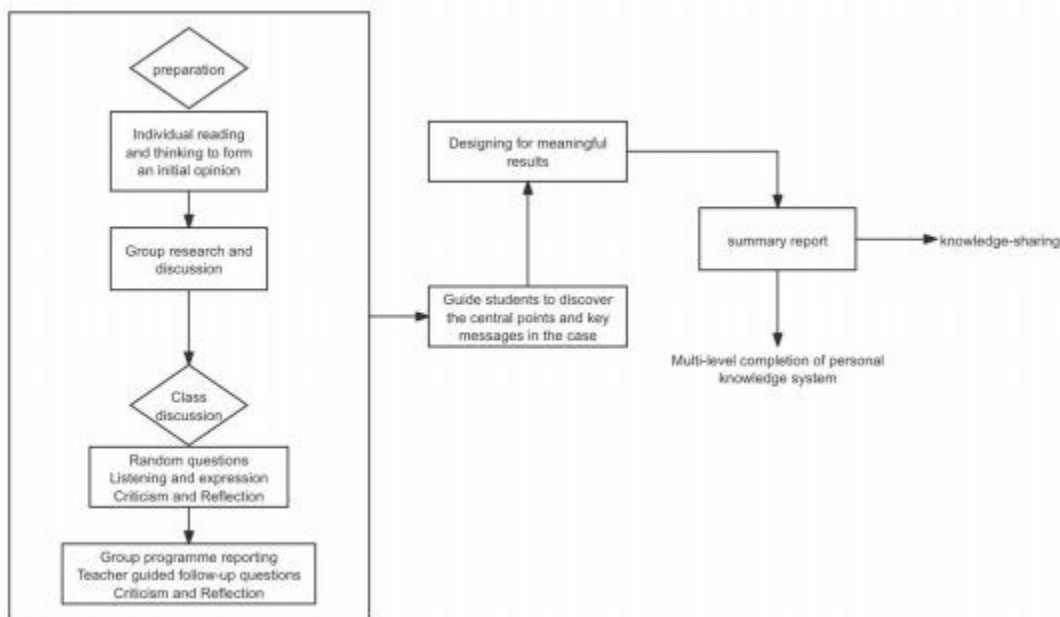 preparation
Individual reading
and thinking to form
an initial opinion
Group research and
discussion
Class
discussion
Random questions
Listening and expression
Criticism and Reflection
Group programme reporting
Teacher guided follow-up questions
Criticism and Reflection
Guide students to discover
the central points and key
messages in the case
Designing for meaningful
results
summary report
knowledge-sharing
Multi-level completion of personal
knowledge system